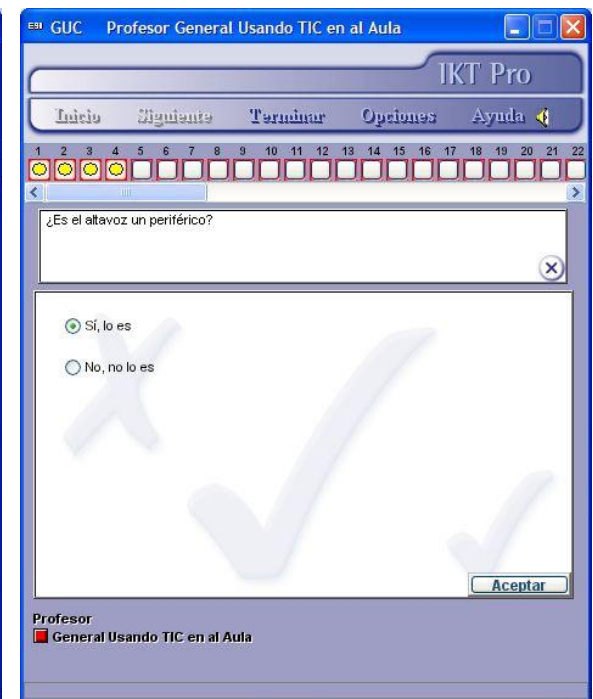 ESI GUC Profesor General Usando TIC en al Aula
IKT Pro
Inicio Siguiente Terminar Opciones Ayuda
1 2 3 4 5 6 7 8 9 10 11 12 13 14 15 16 17 18 19 20 21 22
¿Es el altavoz un periférico?
Sí, lo es
No, no lo es
Aceptar
Profesor
General Usando TIC en al Aula